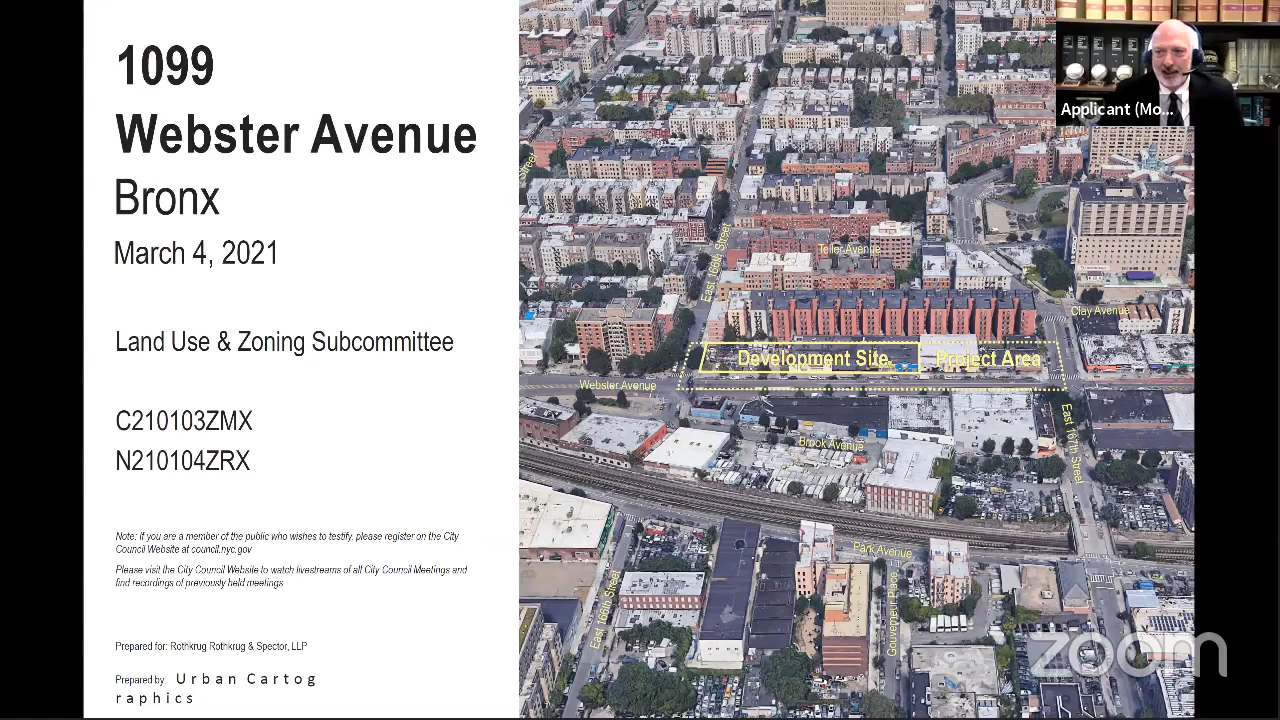 1099
Webster Avenue
Bronx
March 4, 2021
Land Use & Zoning Subcommittee
C210103ZMX
N210104ZRX
Note: If you are a member of the public who wishes to testify, please register on the City
Council Website at council.nyc.gov
Please visit the City Council Website to watch livestreams of all City Council Meetings and
find recordings of previously held meetings
Prepared for: Rothkrug Rothkrug & Spector, LLP
Prepared by Urban Cartog
raphics
Applicant (Mo...
Street
East 166th Street
Teller Avenue
Clay Avenue
Development Site
Project Area
Webster Avenue
East 167th Street
Brook Avenue
Park Avenue
East 166th Street
Gouverneur Place
zoom